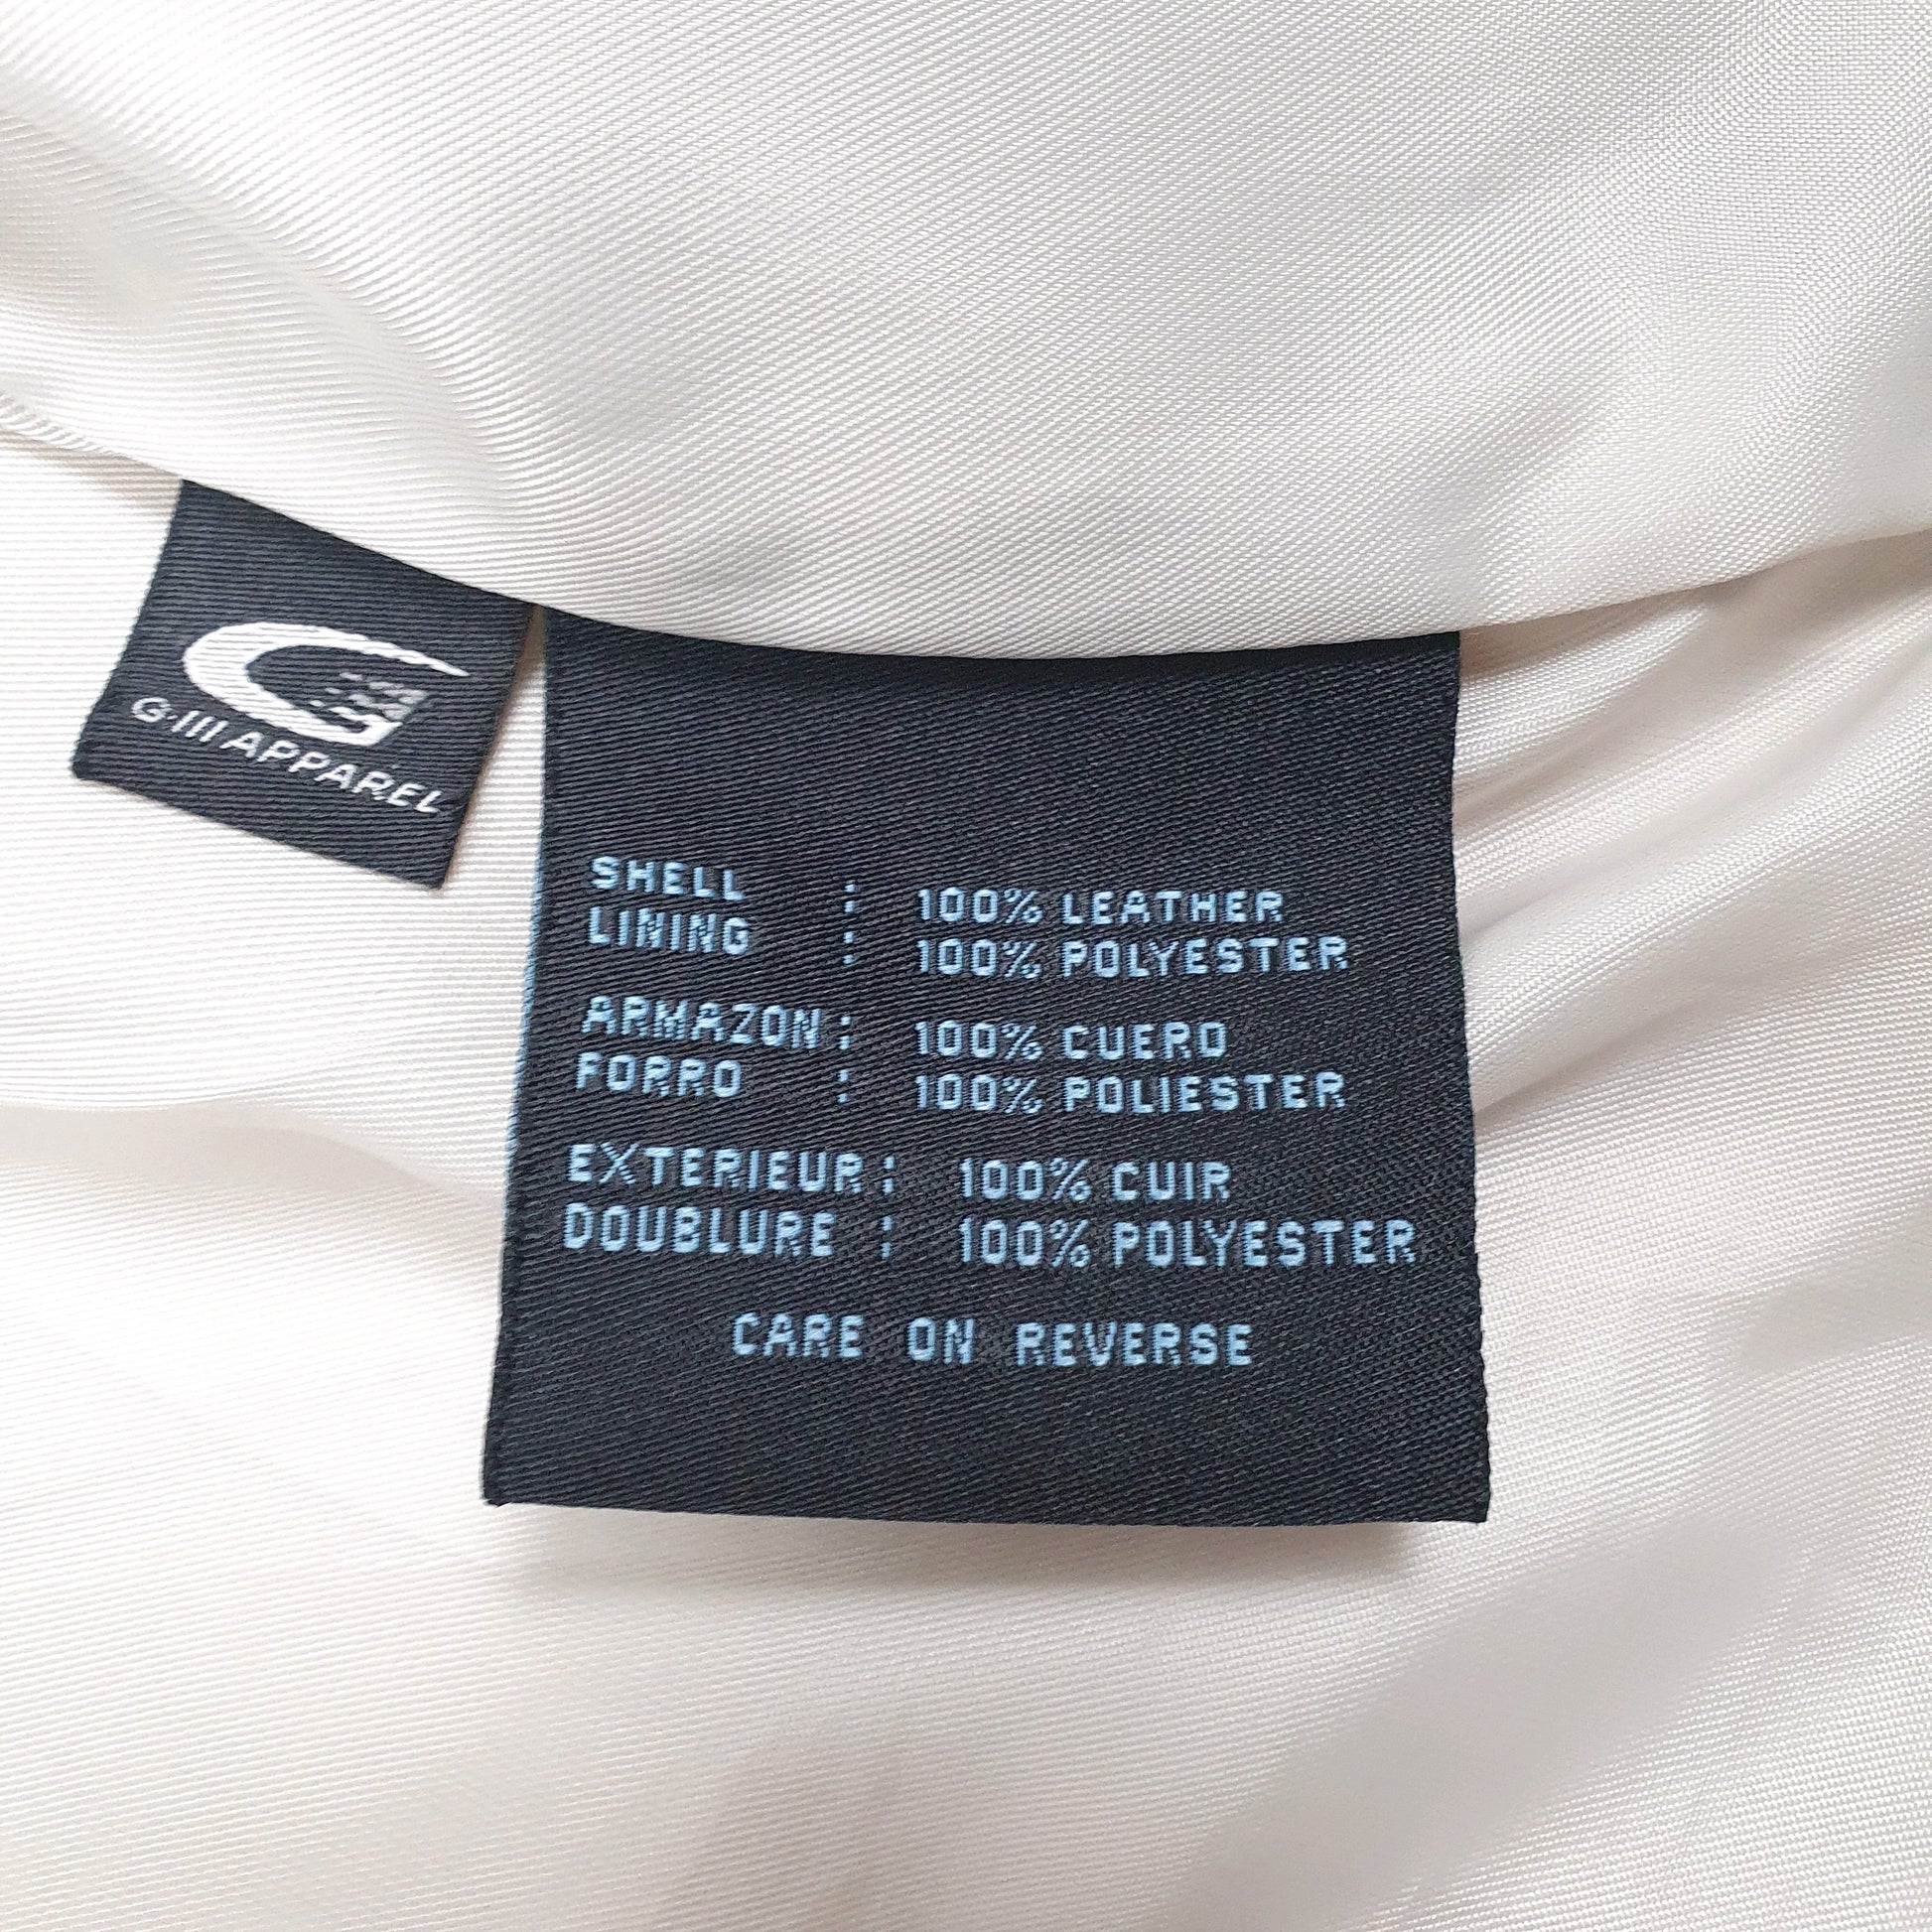 G-III APPAREL
SHELL : 100% LEATHER
LINING : 100% POLYESTER
ARMAZON : 100% CUERO
FORRO : 100% POLIESTER
EXTERIEUR : 100% CUIR
DOUBLURE : 100% POLYESTER
CARE ON REVERSE